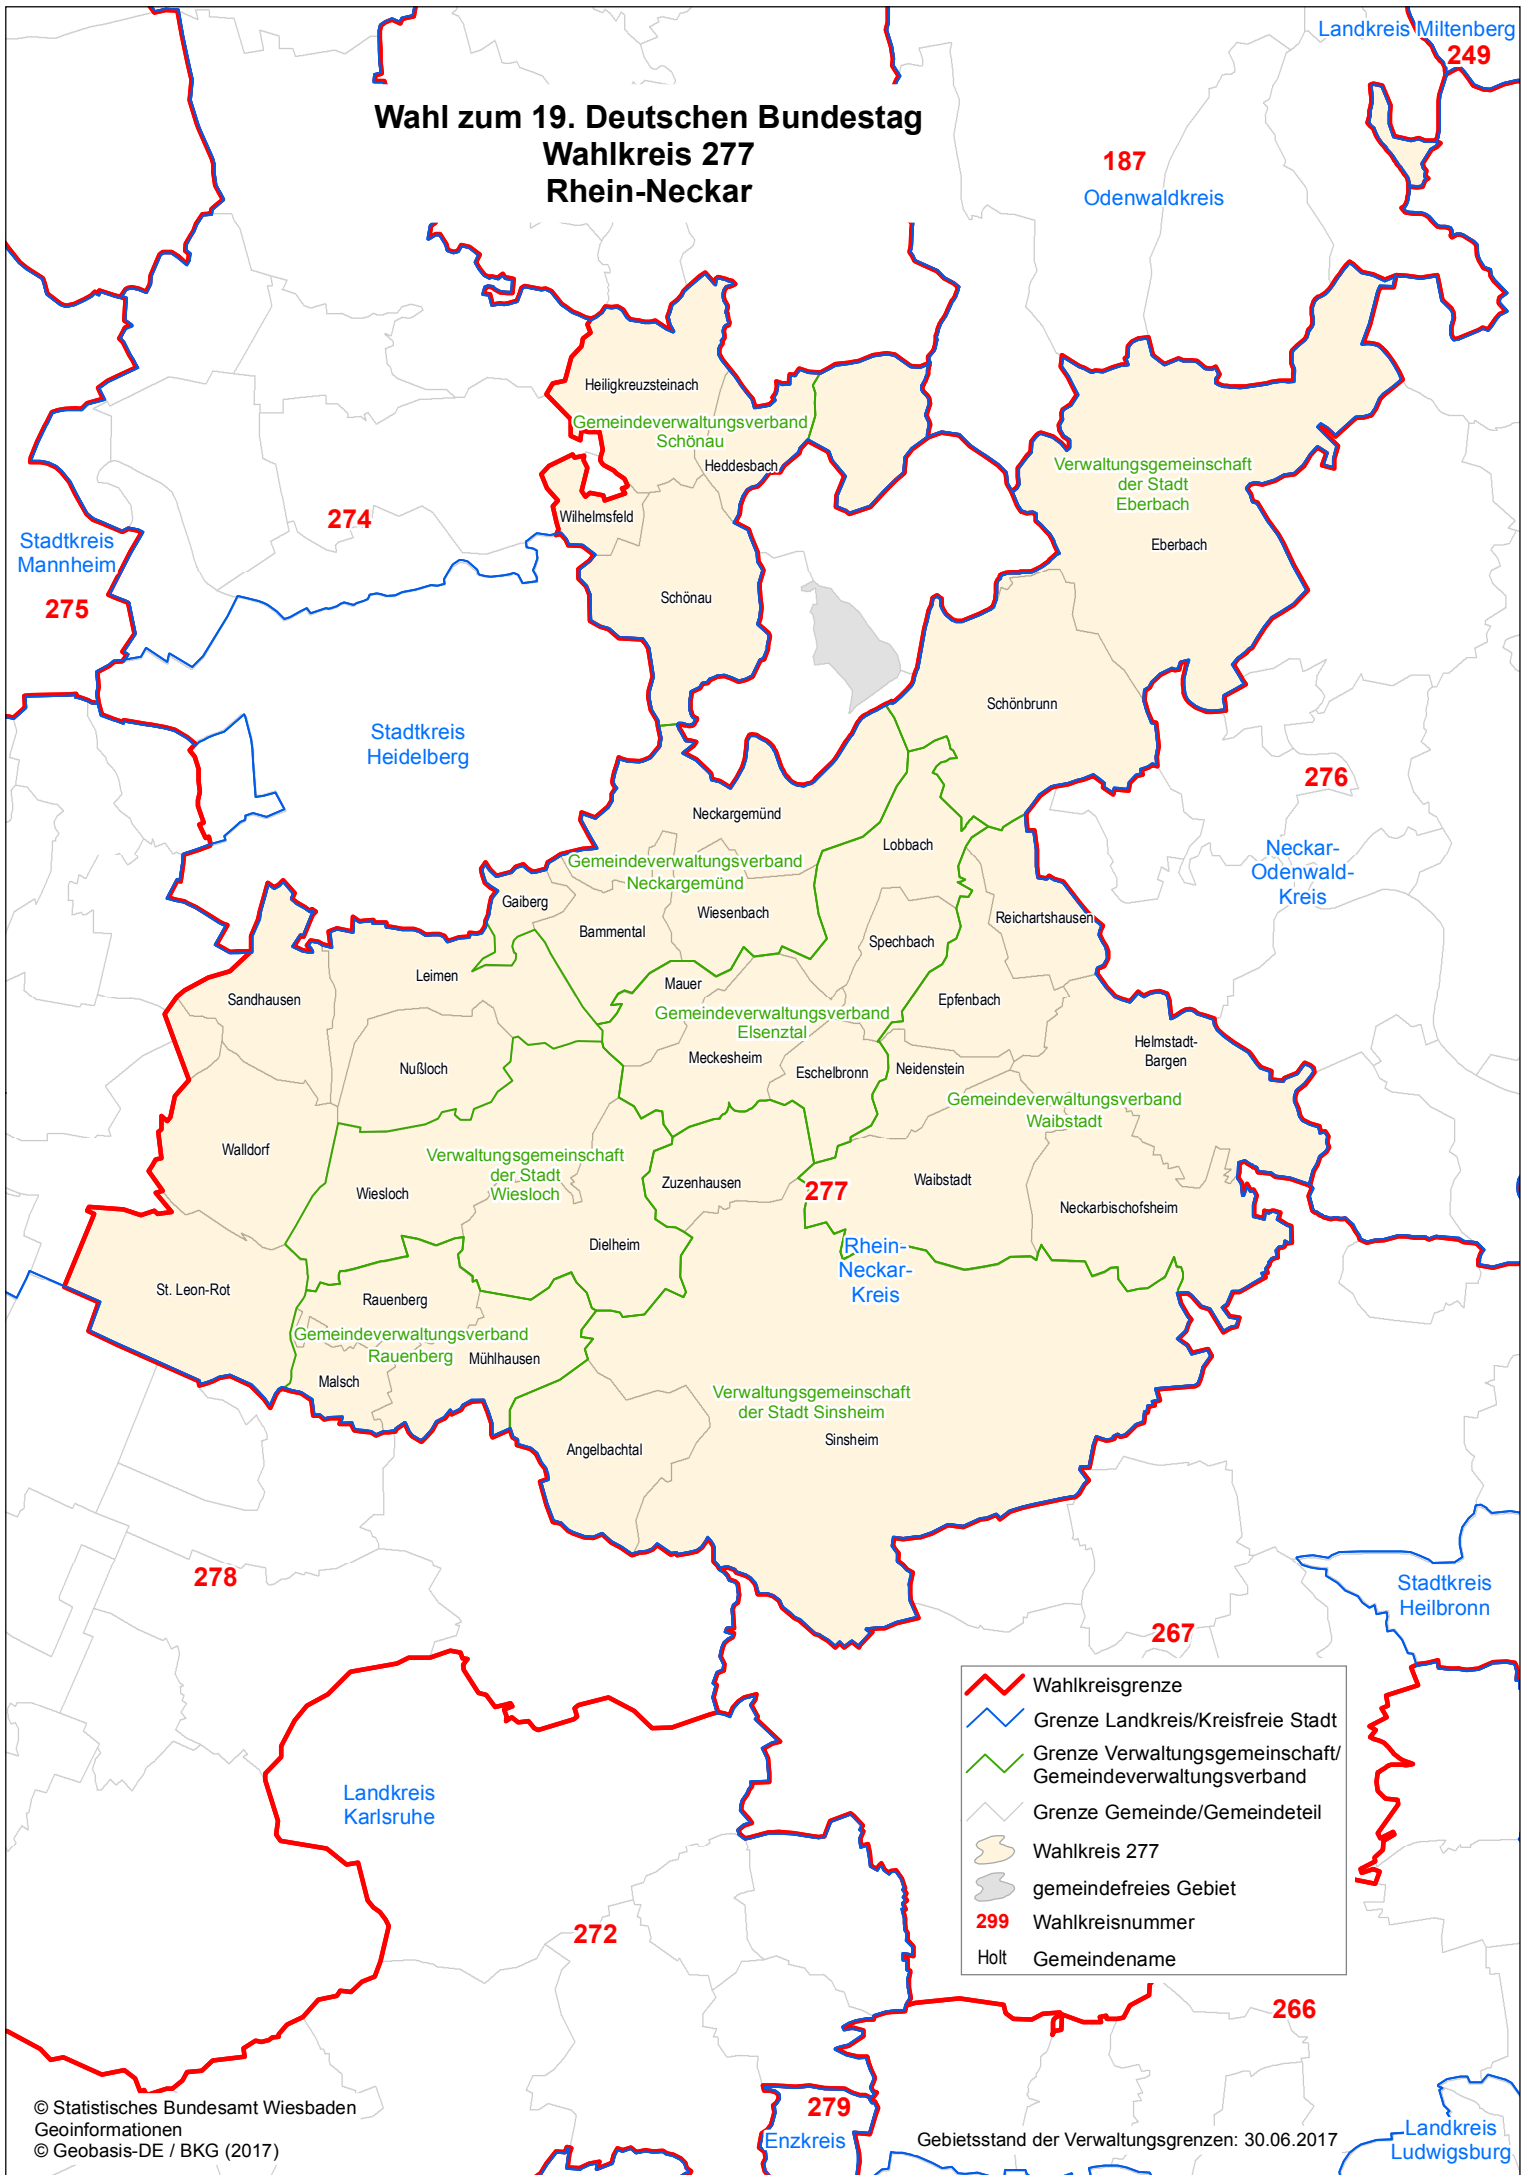 Landkreis Miltenberg
249
Wahl zum 19. Deutschen Bundestag
Wahlkreis 277
Rhein-Neckar
187
Odenwaldkreis
Heiligkreuzsteinach
Gemeindeverwaltungsverband
Schönau
Heddesbach
Verwaltungsgemeinschaft
der Stadt
Eberbach
Eberbach
274
Wilhelmsfeld
Stadtkreis
Mannheim
275
Schönau
Schönbrunn
Stadtkreis
Heidelberg
276
Neckargemünd
Lobbach
Neckar-
Odenwald-
Kreis
Gemeindeverwaltungsverband
Neckargemünd
Gaiberg
Wiesenbach
Bammental
Reichartshausen
Spechbach
Leimen
Mauer
Sandhausen
Epfenbach
Gemeindeverwaltungsverband
Elsenztal
Helmstadt-
Bargen
Meckesheim
Nußloch
Eschelbronn
Neidenstein
Gemeindeverwaltungsverband
Waibstadt
Walldorf
Verwaltungsgemeinschaft
der Stadt
Wiesloch
Wiesloch
Zuzenhausen
277
Waibstadt
Neckarbischofsheim
Dielheim
Rhein-
Neckar-
Kreis
St. Leon-Rot
Rauenberg
Gemeindeverwaltungsverband
Rauenberg
Mühlhausen
Malsch
Verwaltungsgemeinschaft
der Stadt Sinsheim
Sinsheim
Angelbachtal
278
Stadtkreis
Heilbronn
267
Wahlkreisgrenze
Grenze Landkreis/Kreisfreie Stadt
Grenze Verwaltungsgemeinschaft/
Gemeindeverwaltungsverband
Grenze Gemeinde/Gemeindeteil
Wahlkreis 277
gemeindefreies Gebiet
299 Wahlkreisnummer
Holt Gemeindename
Landkreis
Karlsruhe
272
266
279
Enzkreis
© Statistisches Bundesamt Wiesbaden
Geoinformationen
© Geobasis-DE / BKG (2017)
Gebietsstand der Verwaltungsgrenzen: 30.06.2017
Landkreis
Ludwigsburg